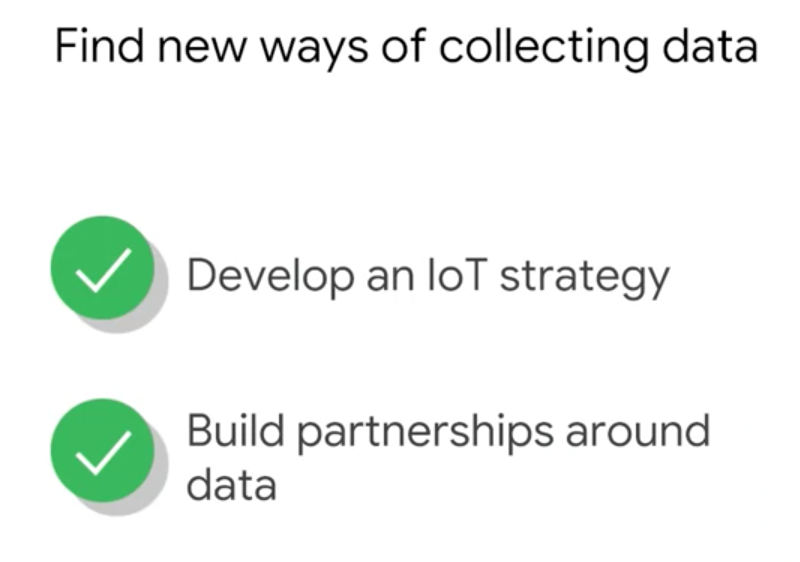 Find new ways of collecting data
Develop an IoT strategy
Build partnerships around
data